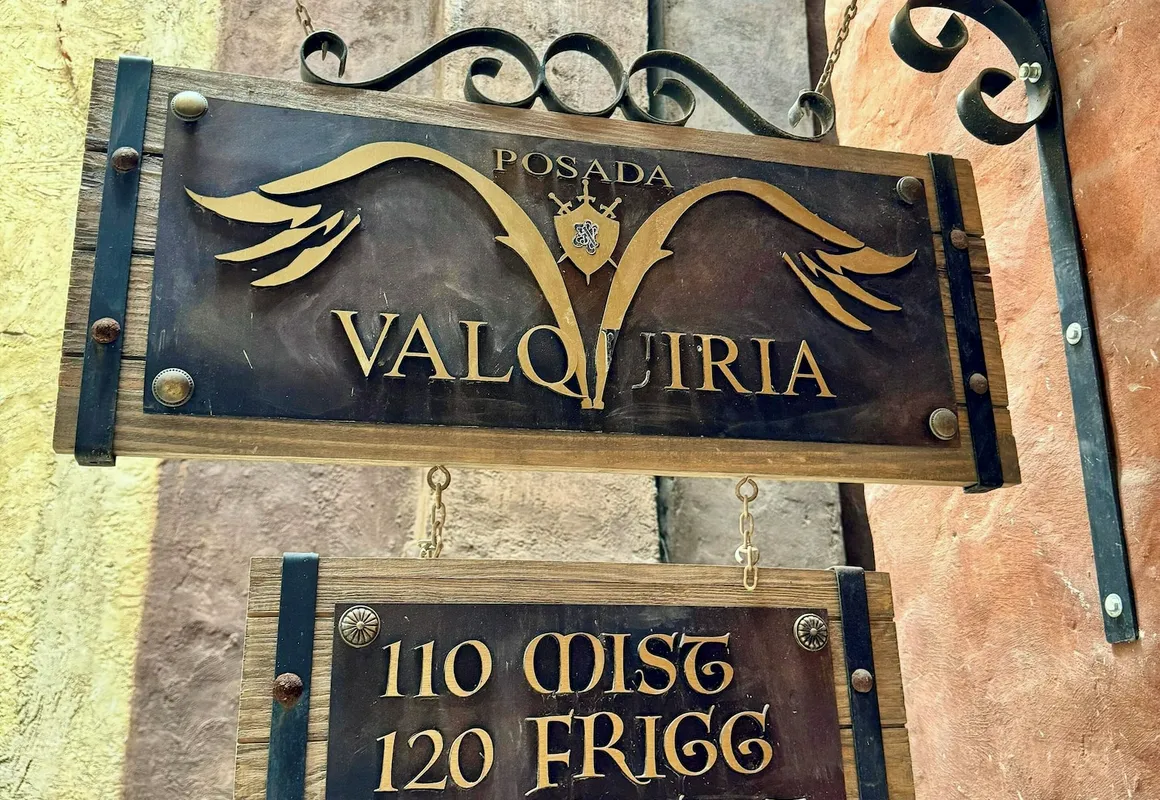 POSADA
VALQUIRIA
110 MIST
120 FRIGG